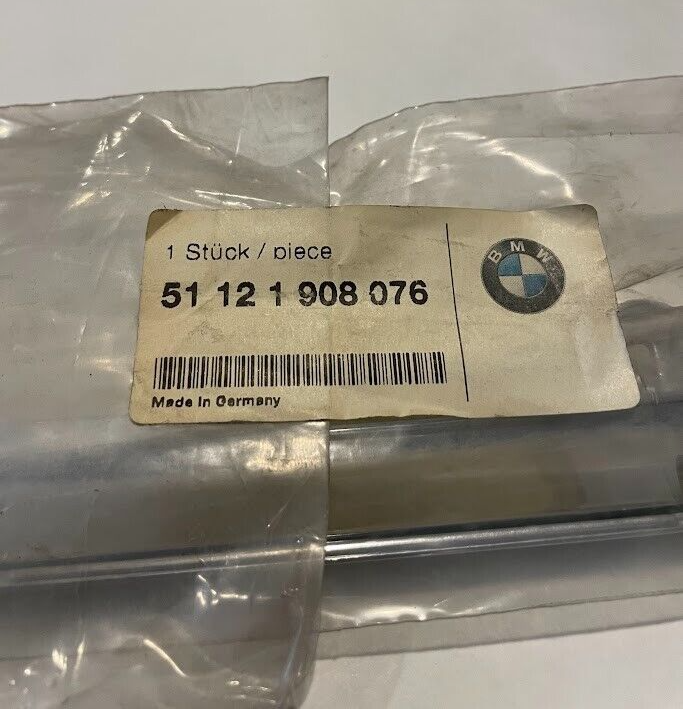 1 Stück / piece
51 12 1 908 076
BMW
Made In Germany